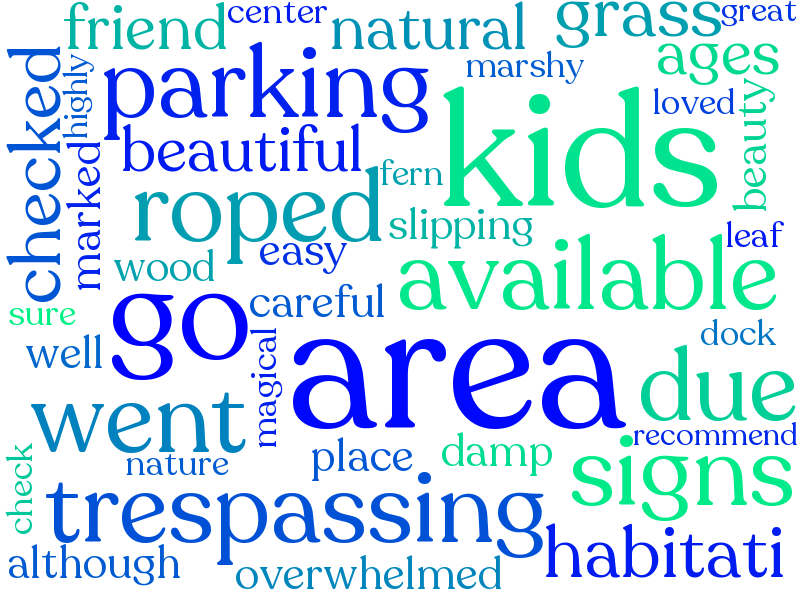 friend
center
natural
grass
great
checked
highly
parking
marshy
ages
kids
loved
beauty
beautiful
marked
roped
fern
slipping
leaf
easy
wood
available
sure
go
careful
area
dock
well
magical
due
went
recommend
check
nature
place
damp
signs
trespassing
habitati
although
overwhelmed